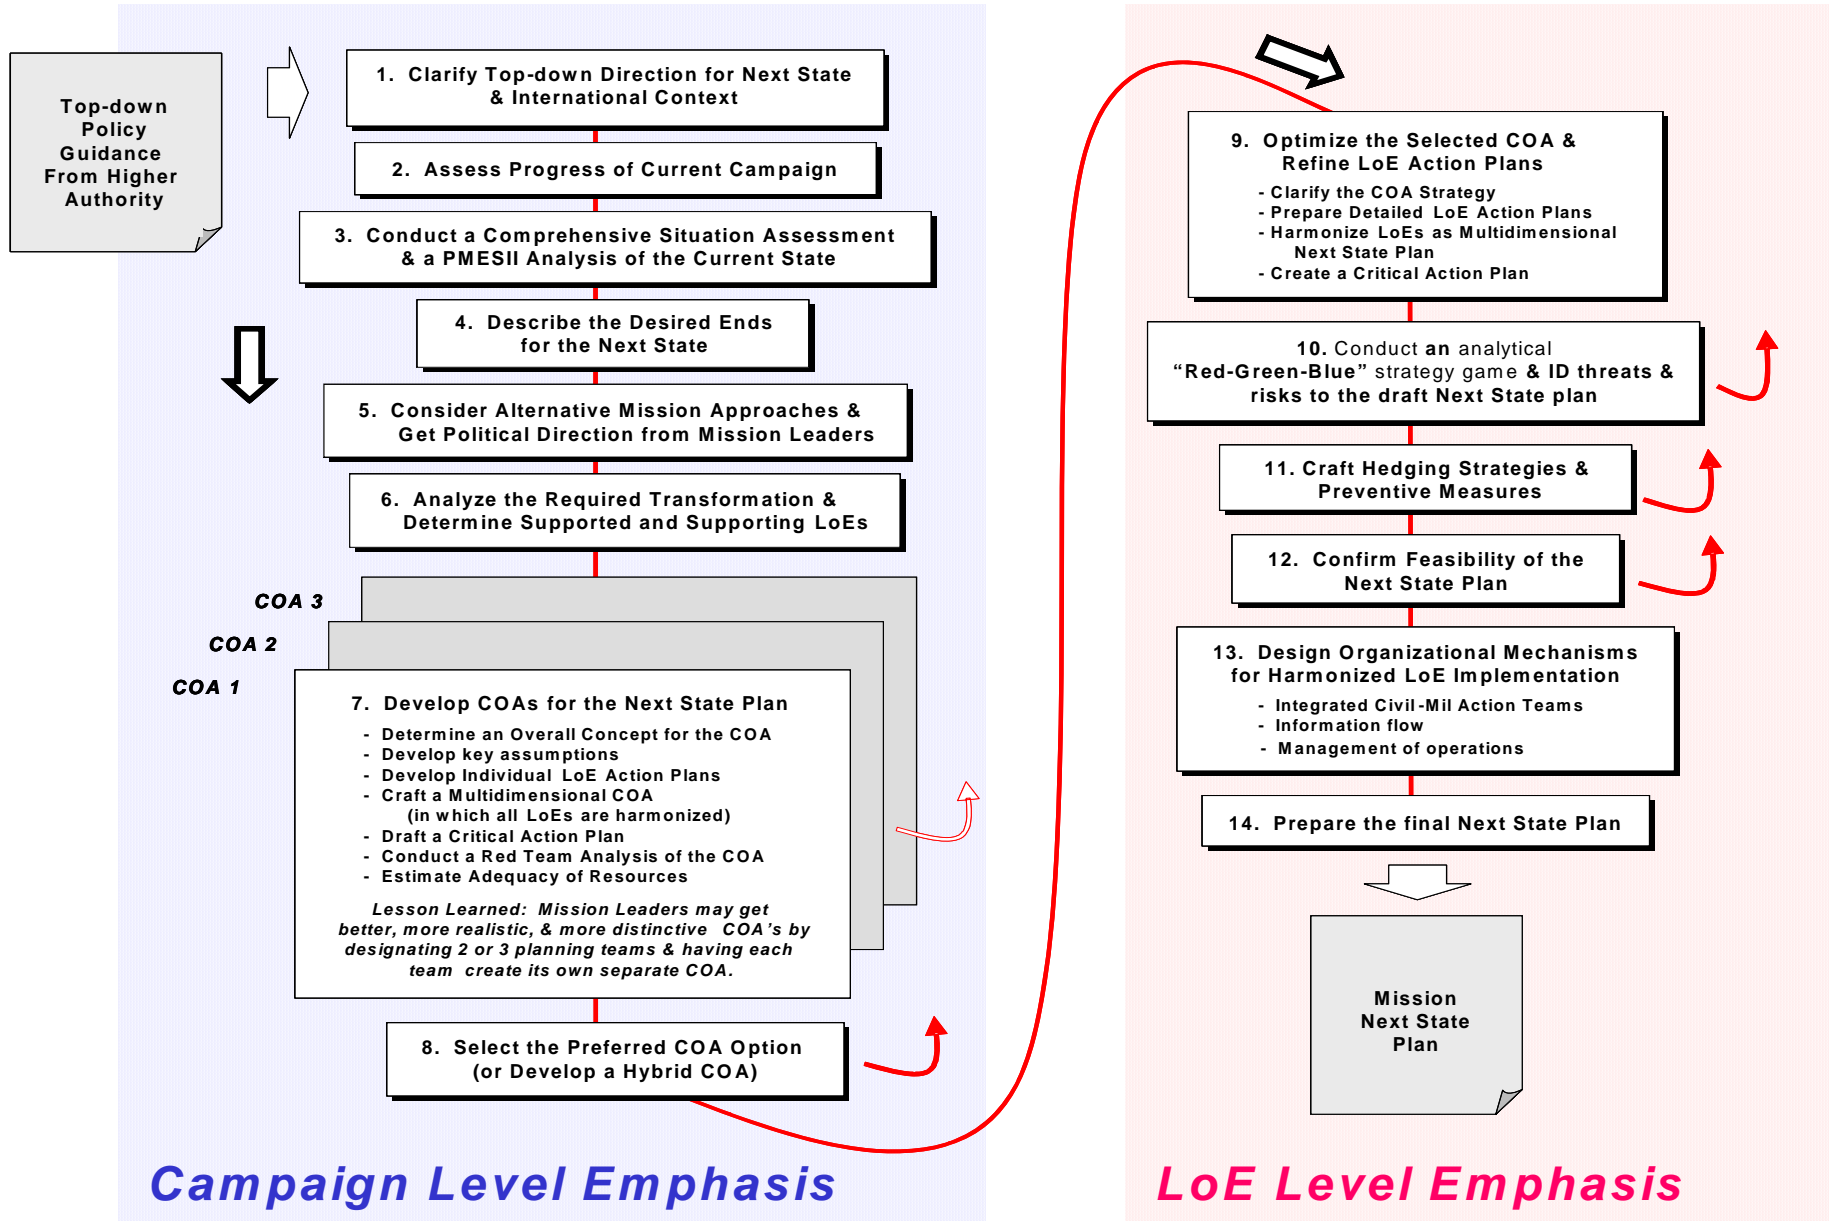 Top-down
Policy
Guidance
From Higher
Authority
1. Clarify Top-down Direction for Next State
& International Context
2. Assess Progress of Current Campaign
3. Conduct a Comprehensive Situation Assessment
& a PMESII Analysis of the Current State
4. Describe the Desired Ends
for the Next State
5. Consider Alternative Mission Approaches &
Get Political Direction from Mission Leaders
6. Analyze the Required Transformation &
Determine Supported and Supporting LoEs
COA 3
COA 2
COA 1
7. Develop COAs for the Next State Plan
- Determine an Overall Concept for the COA
- Develop key assumptions
- Develop Individual LoE Action Plans
- Craft a Multidimensional COA
(in which all LoEs are harmonized)
- Draft a Critical Action Plan
- Conduct a Red Team Analysis of the COA
- Estimate Adequacy of Resources
Lesson Learned: Mission Leaders may get
better, more realistic, & more distinctive COA's by
designating 2 or 3 planning teams & having each
team create its own separate COA.
8. Select the Preferred COA Option
(or Develop a Hybrid COA)
Campaign Level Emphasis
9. Optimize the Selected COA &
Refine LoE Action Plans
- Clarify the COA Strategy
- Prepare Detailed LoE Action Plans
- Harmonize LoEs as Multidimensional
Next State Plan
- Create a Critical Action Plan
10. Conduct an analytical
“Red-Green-Blue” strategy game & ID threats &
risks to the draft Next State plan
11. Craft Hedging Strategies &
Preventive Measures
12. Confirm Feasibility of the
Next State Plan
13. Design Organizational Mechanisms
for Harmonized LoE Implementation
- Integrated Civil-Mil Action Teams
- Information flow
- Management of operations
14. Prepare the final Next State Plan
Mission
Next State
Plan
LoE Level Emphasis